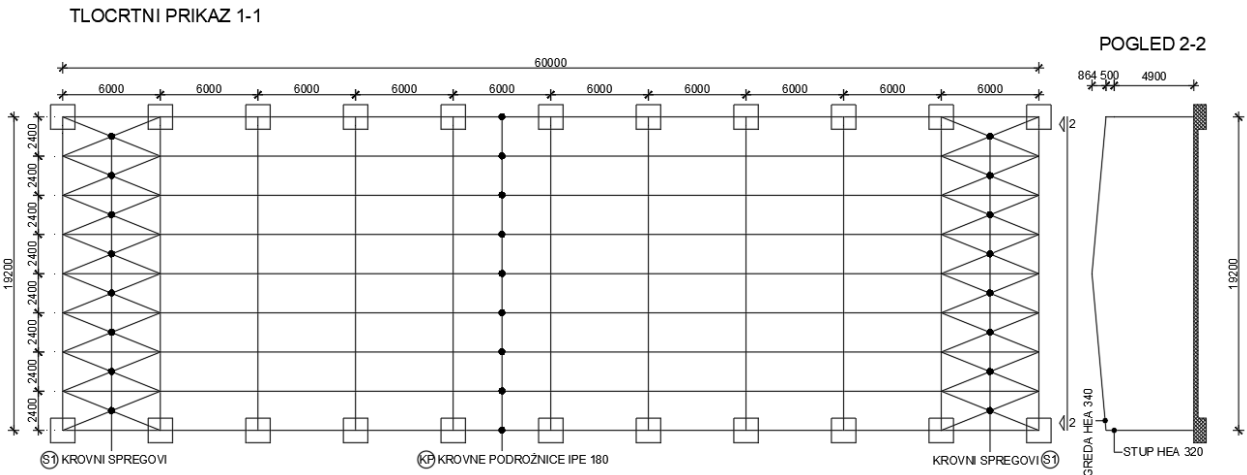 TLOCRTNI PRIKAZ 1-1
POGLED 2-2
60000
864 500 4900
6000 6000 6000 6000 6000 6000 6000 6000 6000 6000
2
2400
2400
2400
2400
2400
2400
2400
2400
19200
19200
2
GREDA HEA 340
STUP HEA 320
S1 KROVNI SPREGOVI
KP KROVNE PODROŽNICE IPE 180
KROVNI SPREGOVI S1